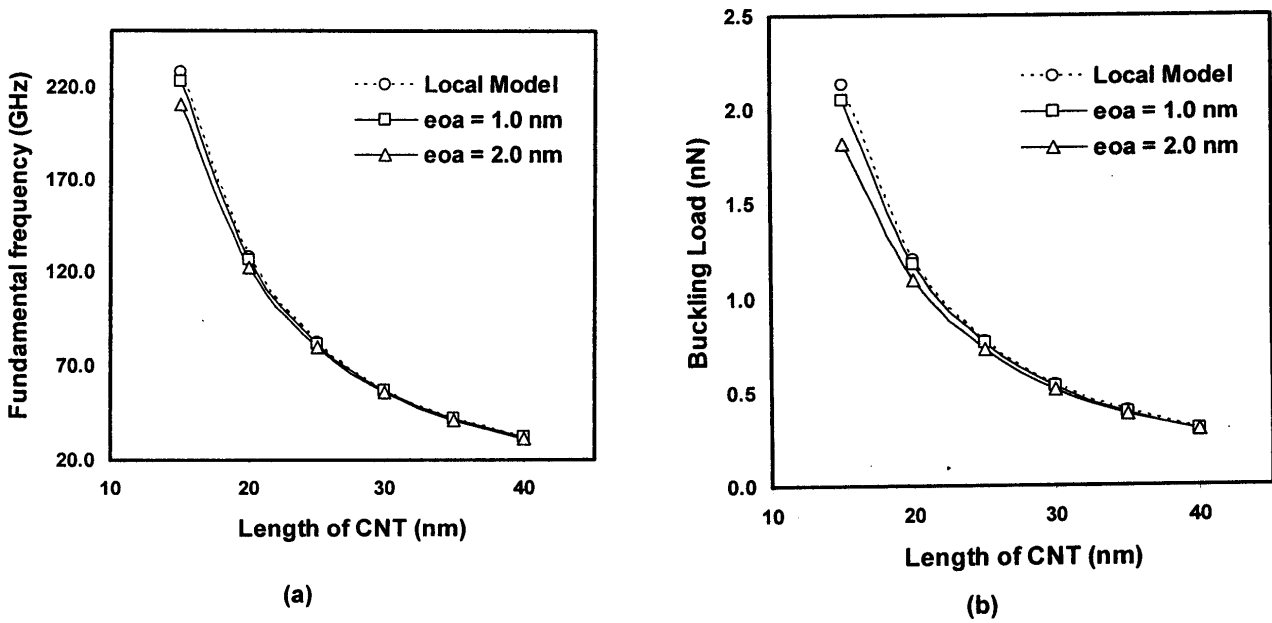 Fundamental frequency (GHz)
220.0
170.0
120.0
70.0
20.0
10
20
30
40
Length of CNT (nm)
Local Model
eoa = 1.0 nm
eoa = 2.0 nm
(a)
Buckling Load (nN)
2.5
2.0
1.5
1.0
0.5
0.0
10
20
30
40
Length of CNT (nm)
Local Model
eoa = 1.0 nm
eoa = 2.0 nm
(b)